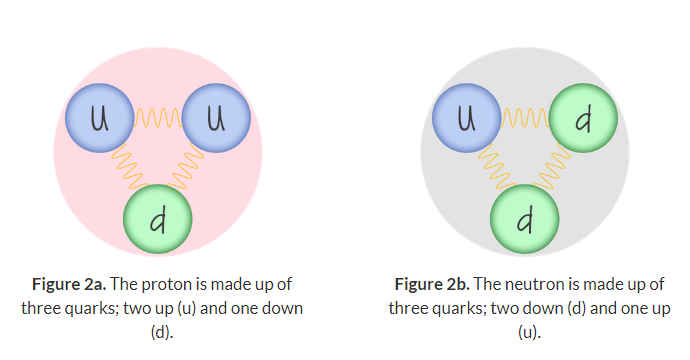 u u
d
u d
d
Figure 2a. The proton is made up of
three quarks; two up (u) and one down
(d).
Figure 2b. The neutron is made up of
three quarks; two down (d) and one up
(u).